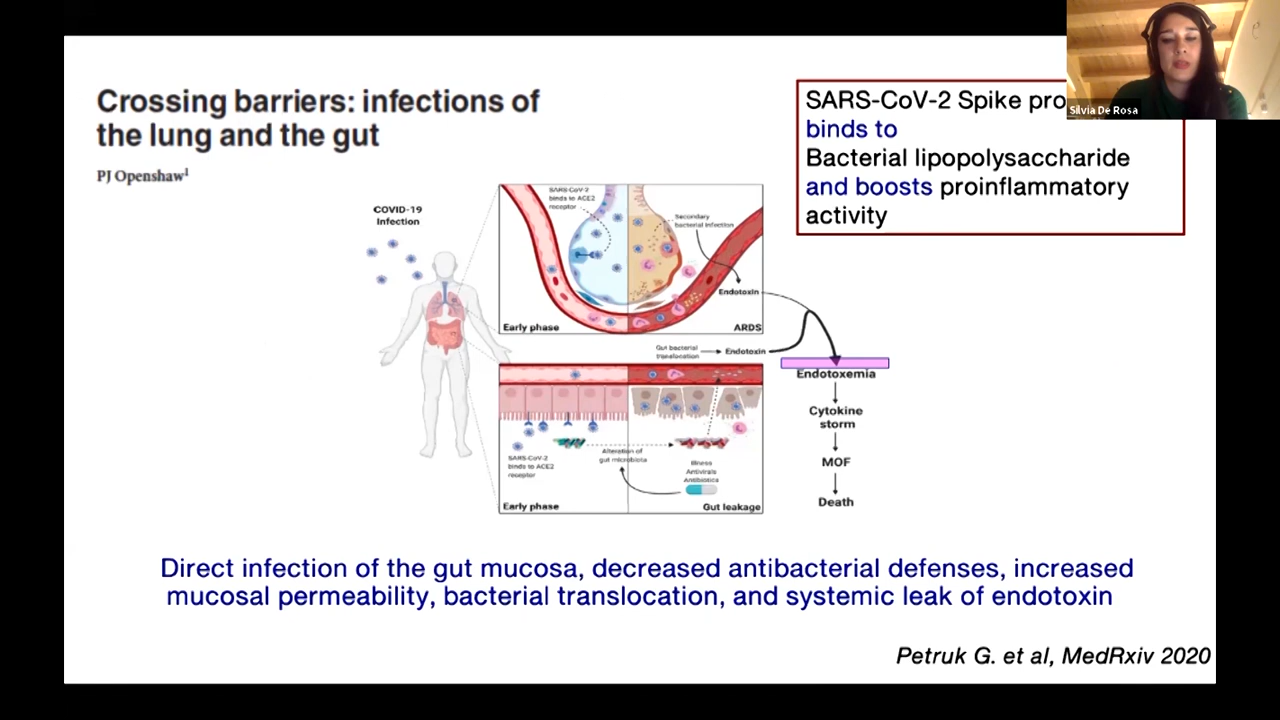 Crossing barriers: infections of
the lung and the gut
PJ Openshaw1
SARS-CoV-2 Spike pro
binds to
Bacterial lipopolysaccharide
and boosts proinflammatory
activity
Silvia De Rosa
COVID-19
Infection
SARS-CoV-2
binds to ACE2
receptor
Secondary
bacterial infection
Endotoxin
Early phase
ARDS
Gut bacterial
translocation
Endotoxin
Endotoxemia
Cytokine
storm
MOF
Death
SARS-CoV-2
binds to ACE2
receptor
Alteration of
gut microbiota
Illness
Antivirals
Antibiotics
Early phase
Gut leakage
Direct infection of the gut mucosa, decreased antibacterial defenses, increased
mucosal permeability, bacterial translocation, and systemic leak of endotoxin
Petruk G. et al, MedRxiv 2020